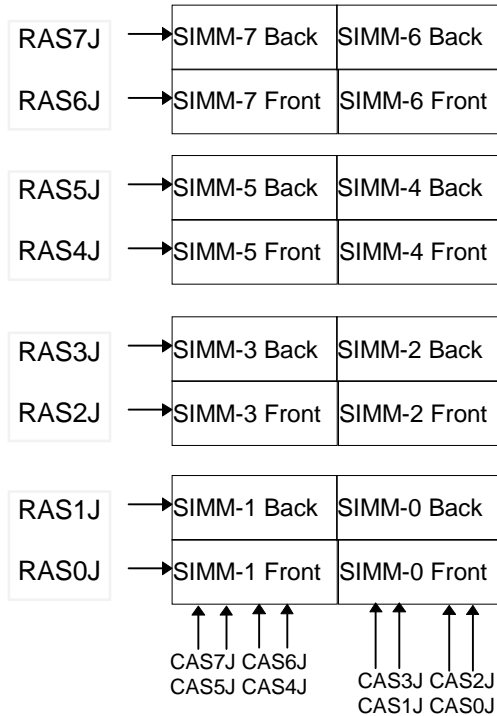 RAS7J SIMM-7 Back SIMM-6 Back
RAS6J SIMM-7 Front SIMM-6 Front
RAS5J SIMM-5 Back SIMM-4 Back
RAS4J SIMM-5 Front SIMM-4 Front
RAS3J SIMM-3 Back SIMM-2 Back
RAS2J SIMM-3 Front SIMM-2 Front
RAS1J SIMM-1 Back SIMM-0 Back
RAS0J SIMM-1 Front SIMM-0 Front
CAS7J CAS6J
CAS5J CAS4J
CAS3J CAS2J
CAS1J CAS0J